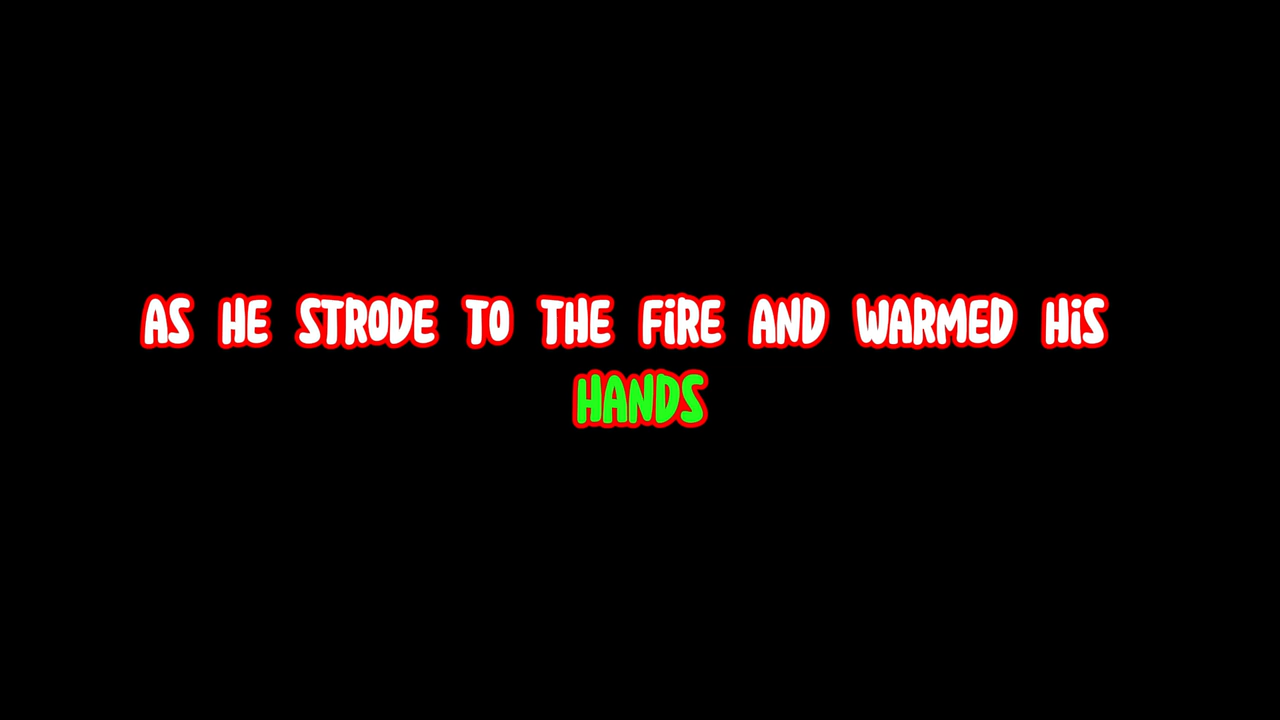 AS HE STRODE TO THE FiRE AND WARMED HiS
HANDS